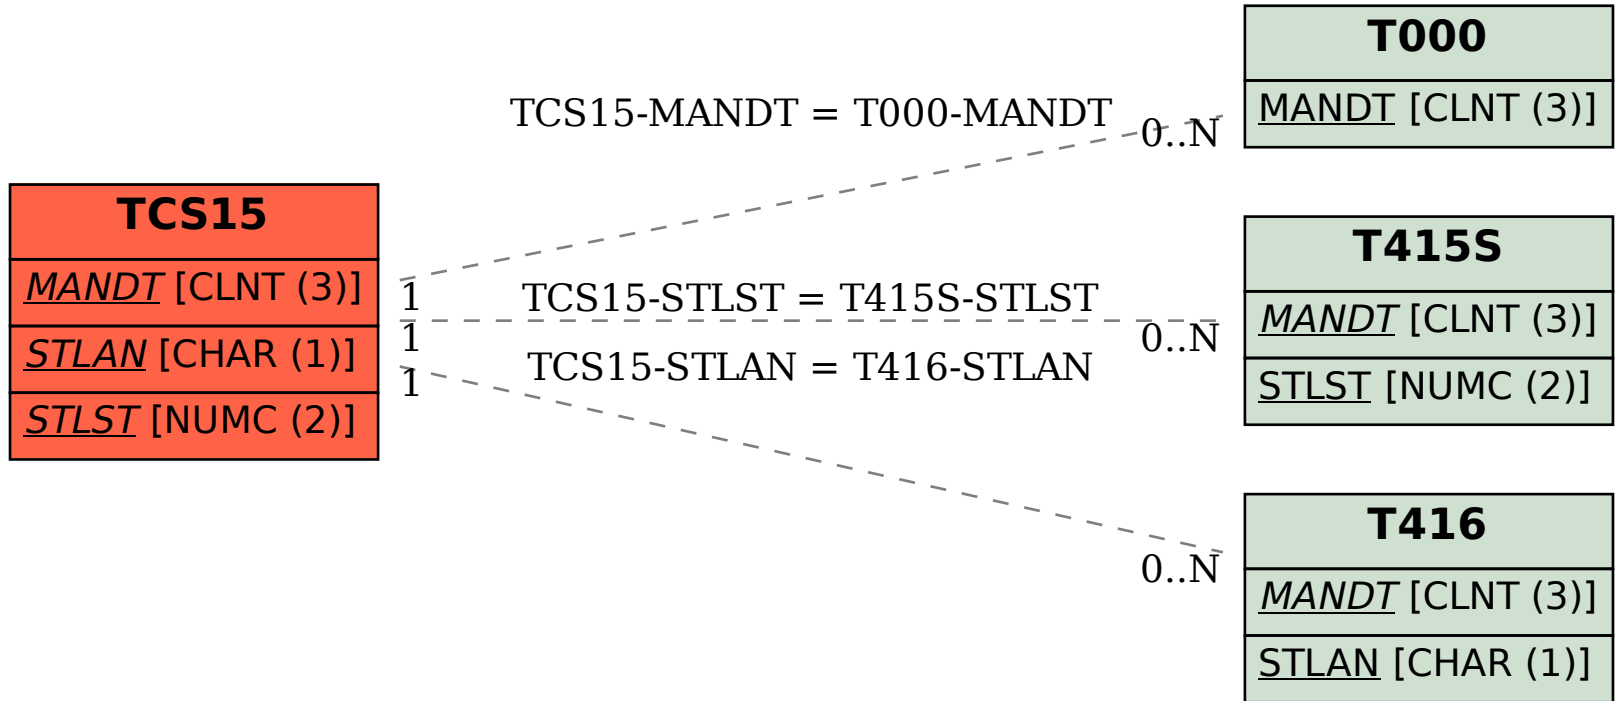 TCS15
MANDT [CLNT (3)]
STLAN [CHAR (1)]
STLST [NUMC (2)]
TCS15-MANDT = T000-MANDT
1
0..N
TCS15-STLST = T415S-STLST
1
0..N
TCS15-STLAN = T416-STLAN
1
0..N
T000
MANDT [CLNT (3)]
T415S
MANDT [CLNT (3)]
STLST [NUMC (2)]
T416
MANDT [CLNT (3)]
STLAN [CHAR (1)]